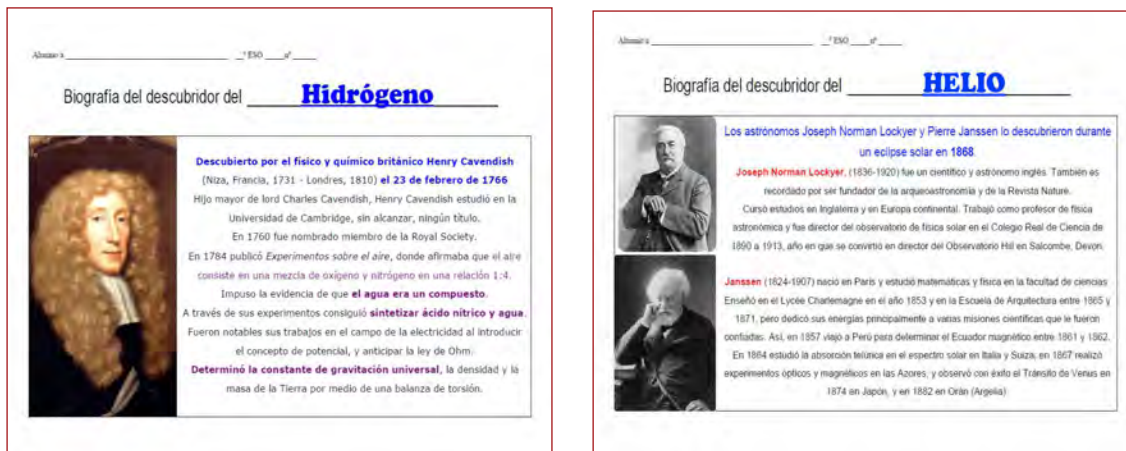 Alumno/a ____________ __º ESO ____nº ____
Biografía del descubridor del Hidrógeno
Descubierto por el físico y químico británico Henry Cavendish
(Niza, Francia, 1731 - Londres, 1810) el 23 de febrero de 1766
Hijo mayor de lord Charles Cavendish, Henry Cavendish estudió en la
Universidad de Cambridge, sin alcanzar, ningún título.
En 1760 fue nombrado miembro de la Royal Society.
En 1784 publicó Experimentos sobre el aire, donde afirmaba que el aire
consiste en una mezcla de oxígeno y nitrógeno en una relación 1:4.
Impuso la evidencia de que el agua era un compuesto.
A través de sus experimentos consiguió sintetizar ácido nítrico y agua.
Fueron notables sus trabajos en el campo de la electricidad al introducir
el concepto de potencial, y anticipar la ley de Ohm.
Determinó la constante de gravitación universal, la densidad y la
masa de la Tierra por medio de una balanza de torsión.
Alumno/a ____________ __º ESO ____nº ____
Biografía del descubridor del HELIO
Los astrónomos Joseph Norman Lockyer y Pierre Janssen lo descubrieron durante
un eclipse solar en 1868.
Joseph Norman Lockyer, (1836-1920) fue un científico y astrónomo inglés. También es
recordado por ser fundador de la arqueoastronomía y de la Revista Nature.
Cursó estudios en Inglaterra y en Europa continental. Trabajó como profesor de física
astronómica y fue director del observatorio de física solar en el Colegio Real de Ciencia de
1890 a 1913, año en que se convirtió en director del Observatorio Hill en Salcombe, Devon.
Janssen (1824-1907) nació en París y estudió matemáticas y física en la facultad de ciencias.
Enseñó en el Lycée Charlemagne en el año 1853 y en la Escuela de Arquitectura entre 1865 y
1871, pero dedicó sus energías principalmente a varias misiones científicas que le fueron
confiadas. Así, en 1857 viajó a Perú para determinar el Ecuador magnético entre 1861 y 1862.
En 1864 estudió la absorción telúrica en el espectro solar en Italia y Suiza, en 1867 realizó
experimentos ópticos y magnéticos en las Azores, y observó con éxito el Tránsito de Venus en
1874 en Japón, y en 1882 en Orán (Argelia)